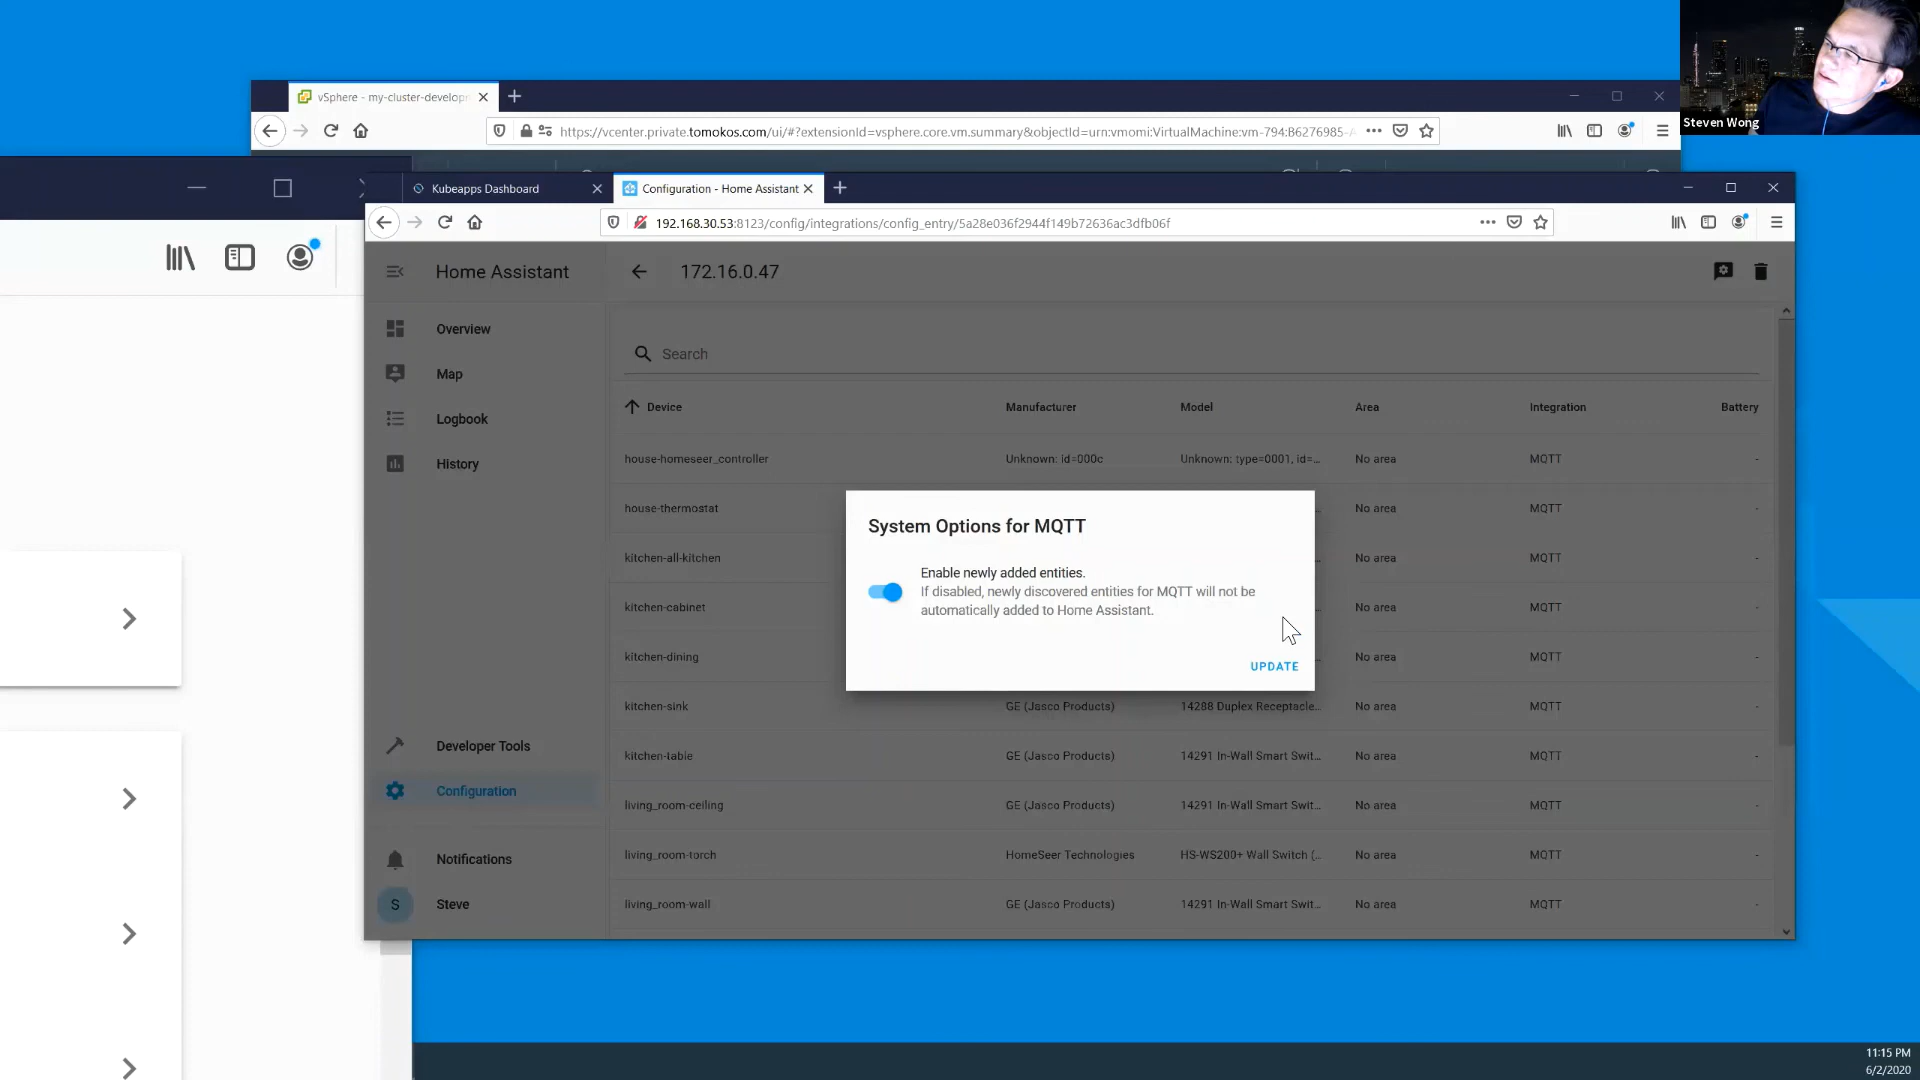 vSphere - my-cluster-develop
https://vcenter.private.tomokos.com/ui/#?extensionId=vsphere.core.vm.summary&objectId=urn:vmomi:VirtualMachine:vm-794:B6276985-
Steven Wong
Kubeapps Dashboard
Configuration - Home Assistant
192.168.30.53:8123/config/integrations/config_entry/5a28e036f2944f149b72636ac3dfb06f
Home Assistant
172.16.0.47
Overview
Map
Logbook
History
Developer Tools
Configuration
Notifications
S Steve
Search
Device Manufacturer Model Area Integration Battery
house-homeseer_controller Unknown: id=000c Unknown: type=0001, id=... No area MQTT -
house-thermostat No area MQTT -
kitchen-all-kitchen No area MQTT -
kitchen-cabinet No area MQTT -
kitchen-dining No area MQTT -
kitchen-sink GE (Jasco Products) 14288 Duplex Receptacle... No area MQTT -
kitchen-table GE (Jasco Products) 14291 In-Wall Smart Swit... No area MQTT -
living_room-ceiling GE (Jasco Products) 14291 In-Wall Smart Swit... No area MQTT -
living_room-torch HomeSeer Technologies HS-WS200+ Wall Switch (... No area MQTT -
living_room-wall GE (Jasco Products) 14291 In-Wall Smart Swit... No area MQTT -
System Options for MQTT
Enable newly added entities.
If disabled, newly discovered entities for MQTT will not be
automatically added to Home Assistant.
UPDATE
11:15 PM
6/2/2020